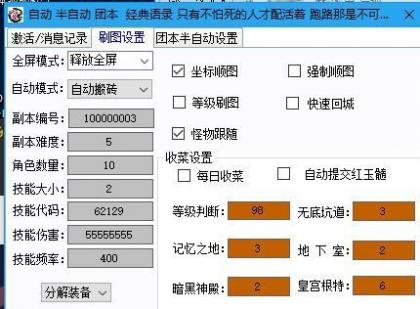 自动 半自动 团本 经典语录 只有不怕死的人才配活着 跑路那是不可...
激活/消息记录 刷图设置 团本半自动设置
全屏模式: 释放全屏
自动模式: 自动搬砖
副本编号: 100000003
副本难度: 5
角色数量: 10
技能大小: 2
技能代码: 62129
技能伤害: 55555555
技能频率: 400
分解装备
坐标顺图 强制顺图
等级刷图 快速回城
怪物跟随
收菜设置
每日收菜 自动提交红玉髓
等级判断: 98 无底坑道: 3
记忆之地: 3 地下室: 2
暗黑神殿: 2 皇宫根特: 6